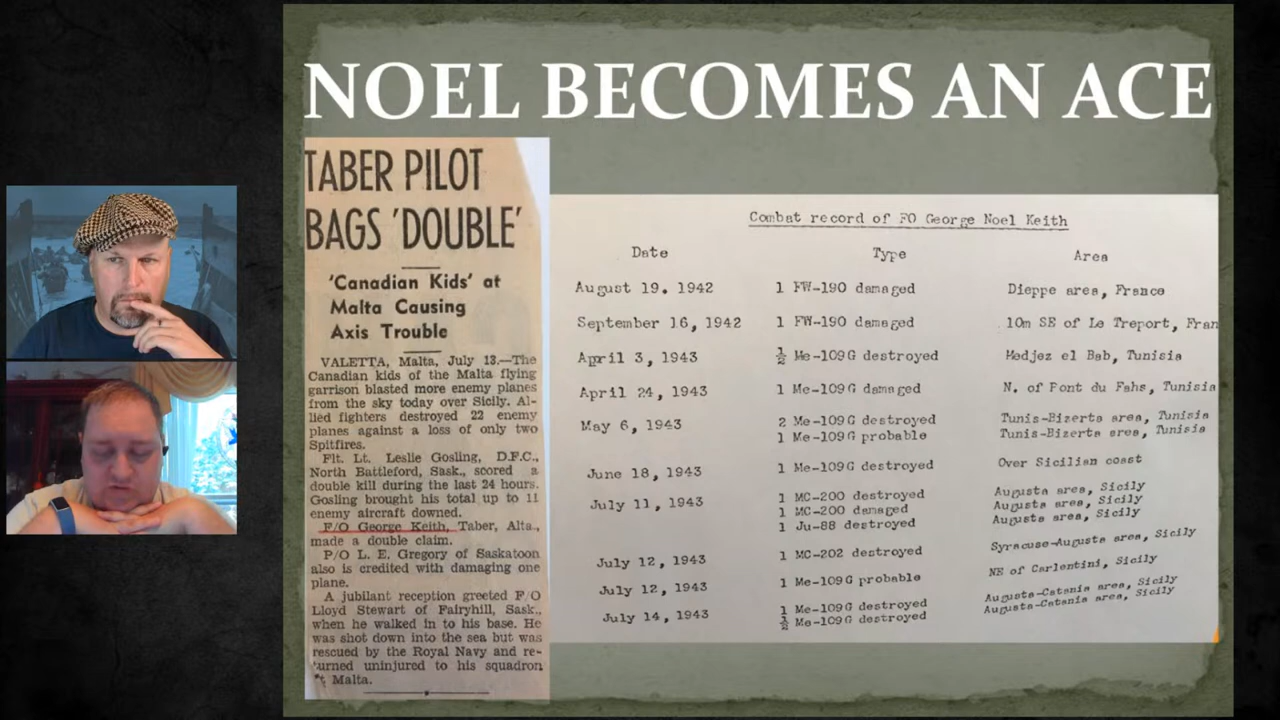 NOEL BECOMES AN ACE
TABER PILOT
BAGS 'DOUBLE'
'Canadian Kids' at
Malta Causing
Axis Trouble
VALETTA, Malta, July 13.—The
Canadian kids of the Malta flying
garrison blasted more enemy planes
from the sky today over Sicily. Al-
lied fighters destroyed 22 enemy
planes against a loss of only two
Spitfires.
Flt. Lt. Leslie Gosling, D.F.C.,
North Battleford, Sask., scored a
double kill during the last 24 hours.
Gosling brought his total up to 11
enemy aircraft downed.
F/O George Keith, Taber, Alta.,
made a double claim.
P/O L. E. Gregory of Saskatoon
also is credited with damaging one
plane.
A jubilant reception greeted F/O
Lloyd Stewart of Fairyhill, Sask.,
when he walked in to his base. He
was shot down into the sea but was
rescued by the Royal Navy and re-
turned uninjured to his squadron
at Malta.
Combat record of FO George Noel Keith
Date Type Area
August 19. 1942 1 FW-190 damaged Dieppe area, France
September 16, 1942 1 FW-190 damaged 10m SE of Le Treport, Fran
April 3, 1943 ½ Me-109G destroyed Medjez el Bab, Tunisia
April 24, 1943 1 Me-109G damaged N. of Pont du Fahs, Tunisia
May 6, 1943 2 Me-109G destroyed Tunis-Bizerta area, Tunisia
1 Me-109G probable Tunis-Bizerta area, Tunisia
June 18, 1943 1 Me-109G destroyed Over Sicilian coast
July 11, 1943 1 MC-200 destroyed Augusta area, Sicily
1 MC-200 damaged Augusta area, Sicily
1 Ju-88 destroyed Augusta area, Sicily
July 12, 1943 1 MC-202 destroyed Syracuse-Augusta area, Sicily
July 12, 1943 1 Me-109G probable NE of Carlentini, Sicily
July 14, 1943 1 Me-109G destroyed Augusta-Catania area, Sicily
½ Me-109G destroyed Augusta-Catania area, Sicily